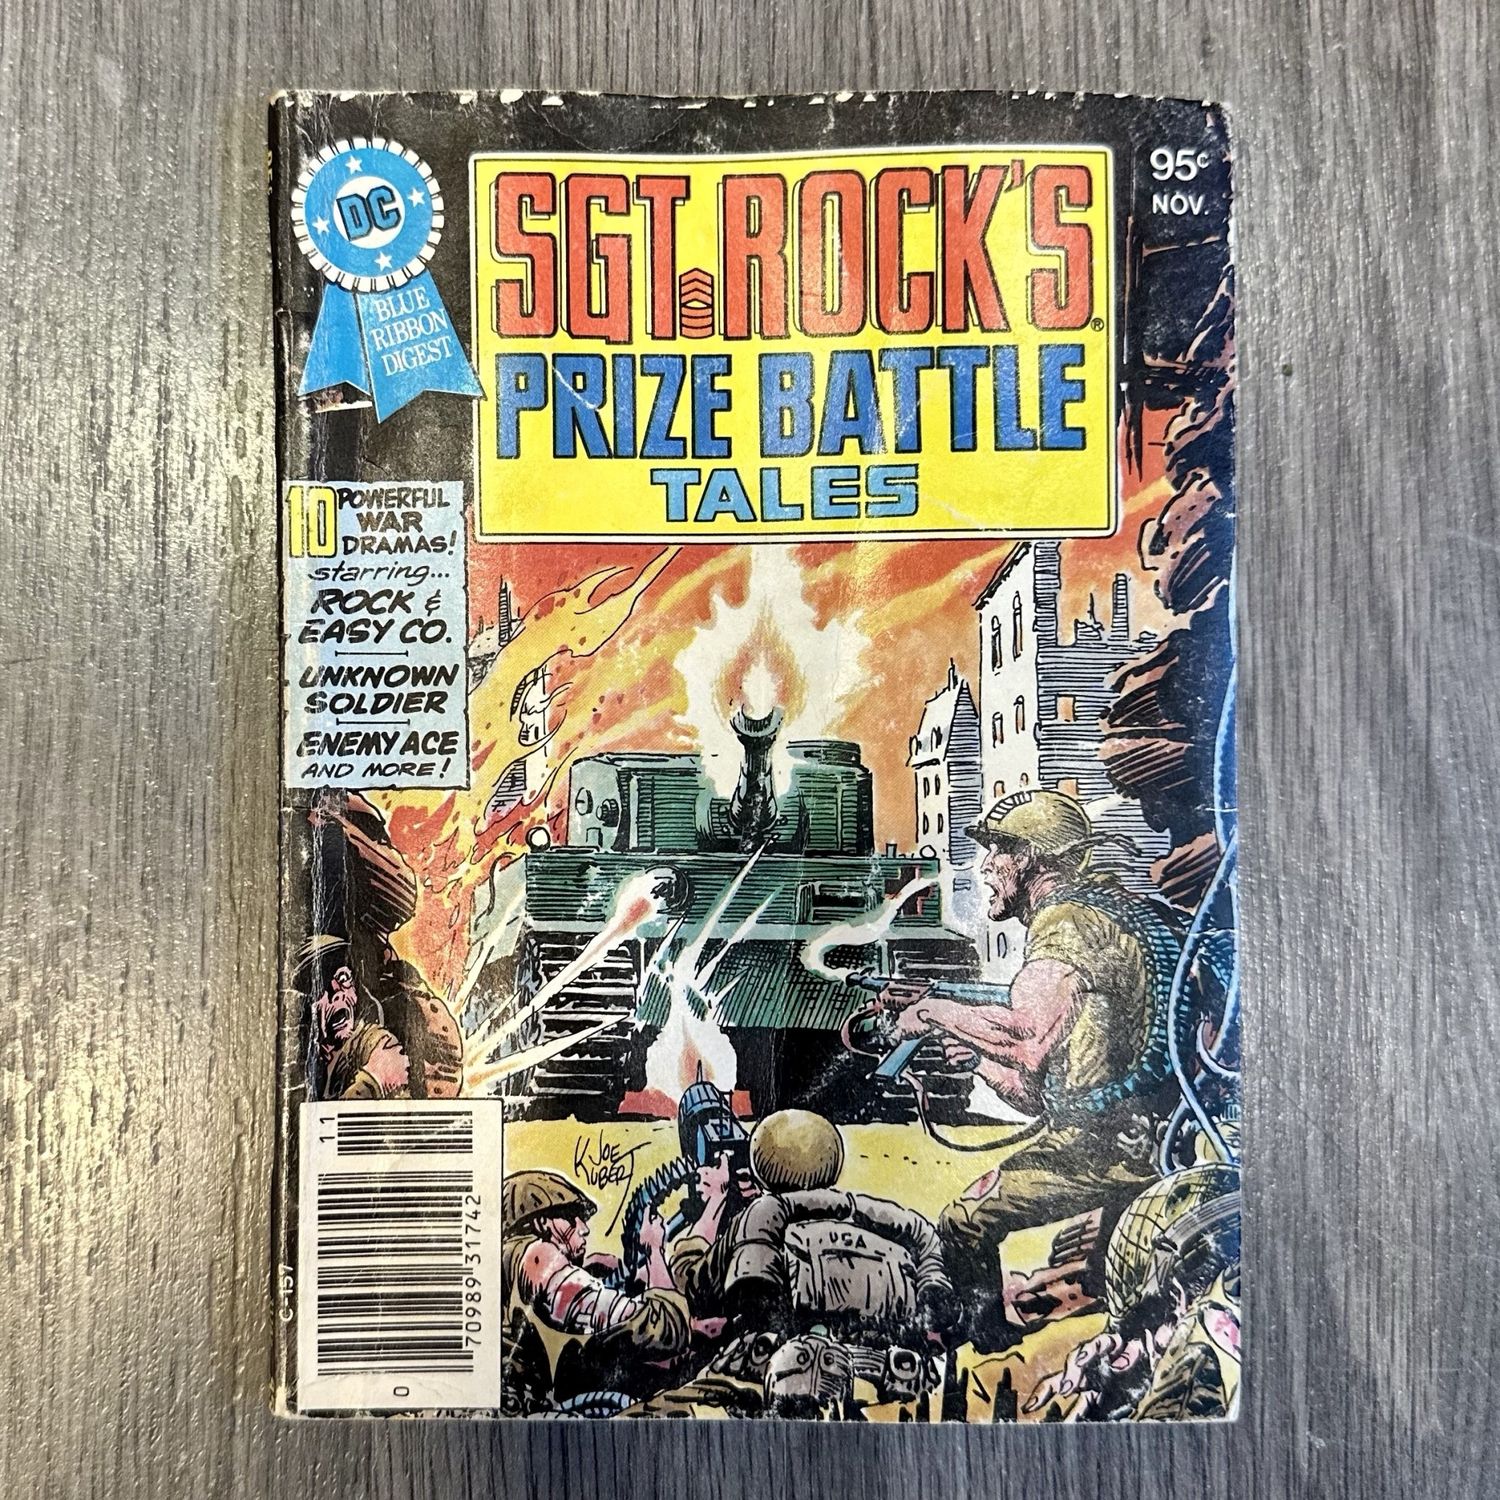 DC
BLUE
RIBBON
DIGEST
SGT. ROCK'S®
PRIZE BATTLE
TALES
95¢
NOV.
10 POWERFUL
WAR
DRAMAS!
starring...
ROCK &
EASY CO.
UNKNOWN
SOLDIER
ENEMY ACE
AND MORE!
JOE
KUBERT
USA
11
70989 31742
0